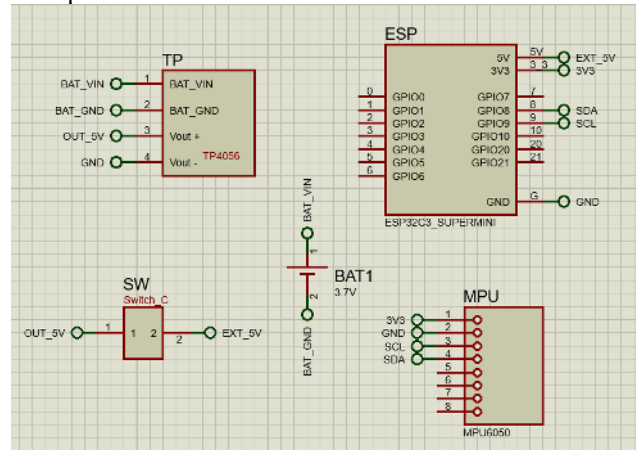 ESP
TP
BAT_VIN 1 BAT_VIN
BAT_GND 2 BAT_GND
OUT_5V 3 Vout +
GND 4 Vout -
TP4056
5V 5V EXT_5V
3V3 3 3 3V3
0 GPIO0 GPIO7 7
1 GPIO1 GPIO8 8 SDA
2 GPIO2 GPIO9 9 SCL
3 GPIO3 GPIO10 10
4 GPIO4 GPIO20 20
5 GPIO5 GPIO21 21
6 GPIO6
GND G GND
ESP32C3_SUPERMINI
BAT_VIN
1
BAT1
3.7V
2
BAT_GND
SW
Switch_C
OUT_5V 1 1 2 2 EXT_5V
MPU
3V3 1
GND 2
SCL 3
SDA 4
5
6
7
8
MPU6050